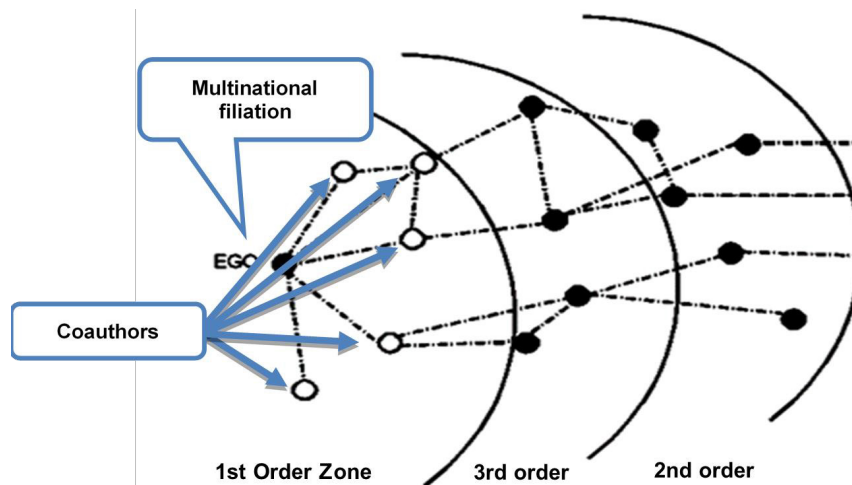 Multinational
filiation
EGO
Coauthors
1st Order Zone
3rd order
2nd order